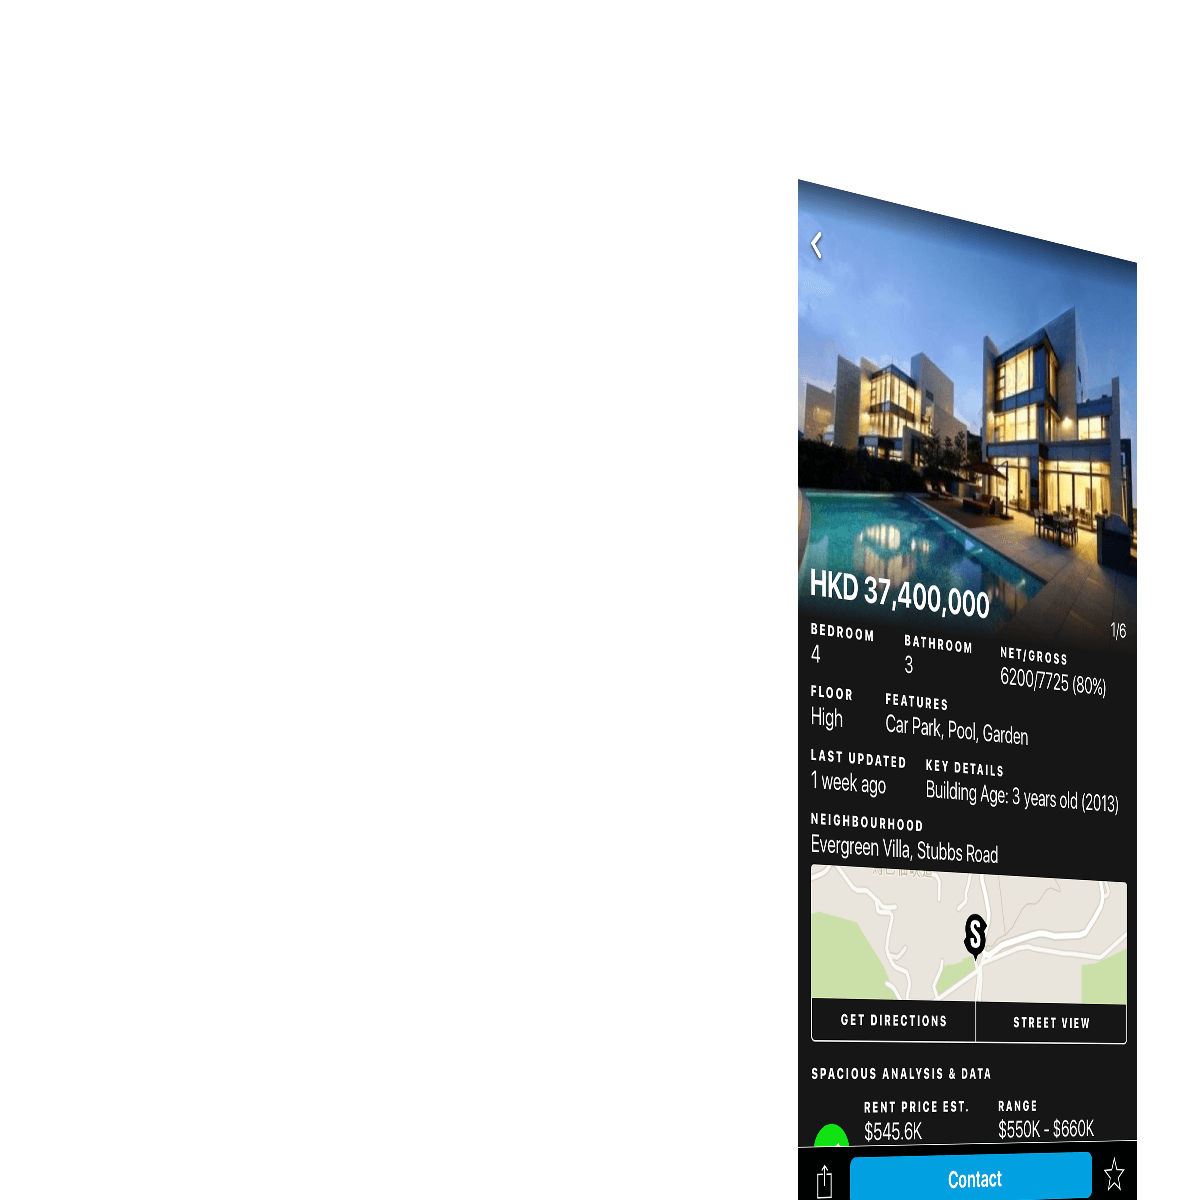 HKD 37,400,000
1/6
BEDROOM BATHROOM NET/GROSS
4 3 6200/7725 (80%)
FLOOR FEATURES
High Car Park, Pool, Garden
LAST UPDATED KEY DETAILS
1 week ago Building Age: 3 years old (2013)
NEIGHBOURHOOD
Evergreen Villa, Stubbs Road
S
GET DIRECTIONS STREET VIEW
SPACIOUS ANALYSIS & DATA
RENT PRICE EST. RANGE
$545.6K $550K - $660K
Contact